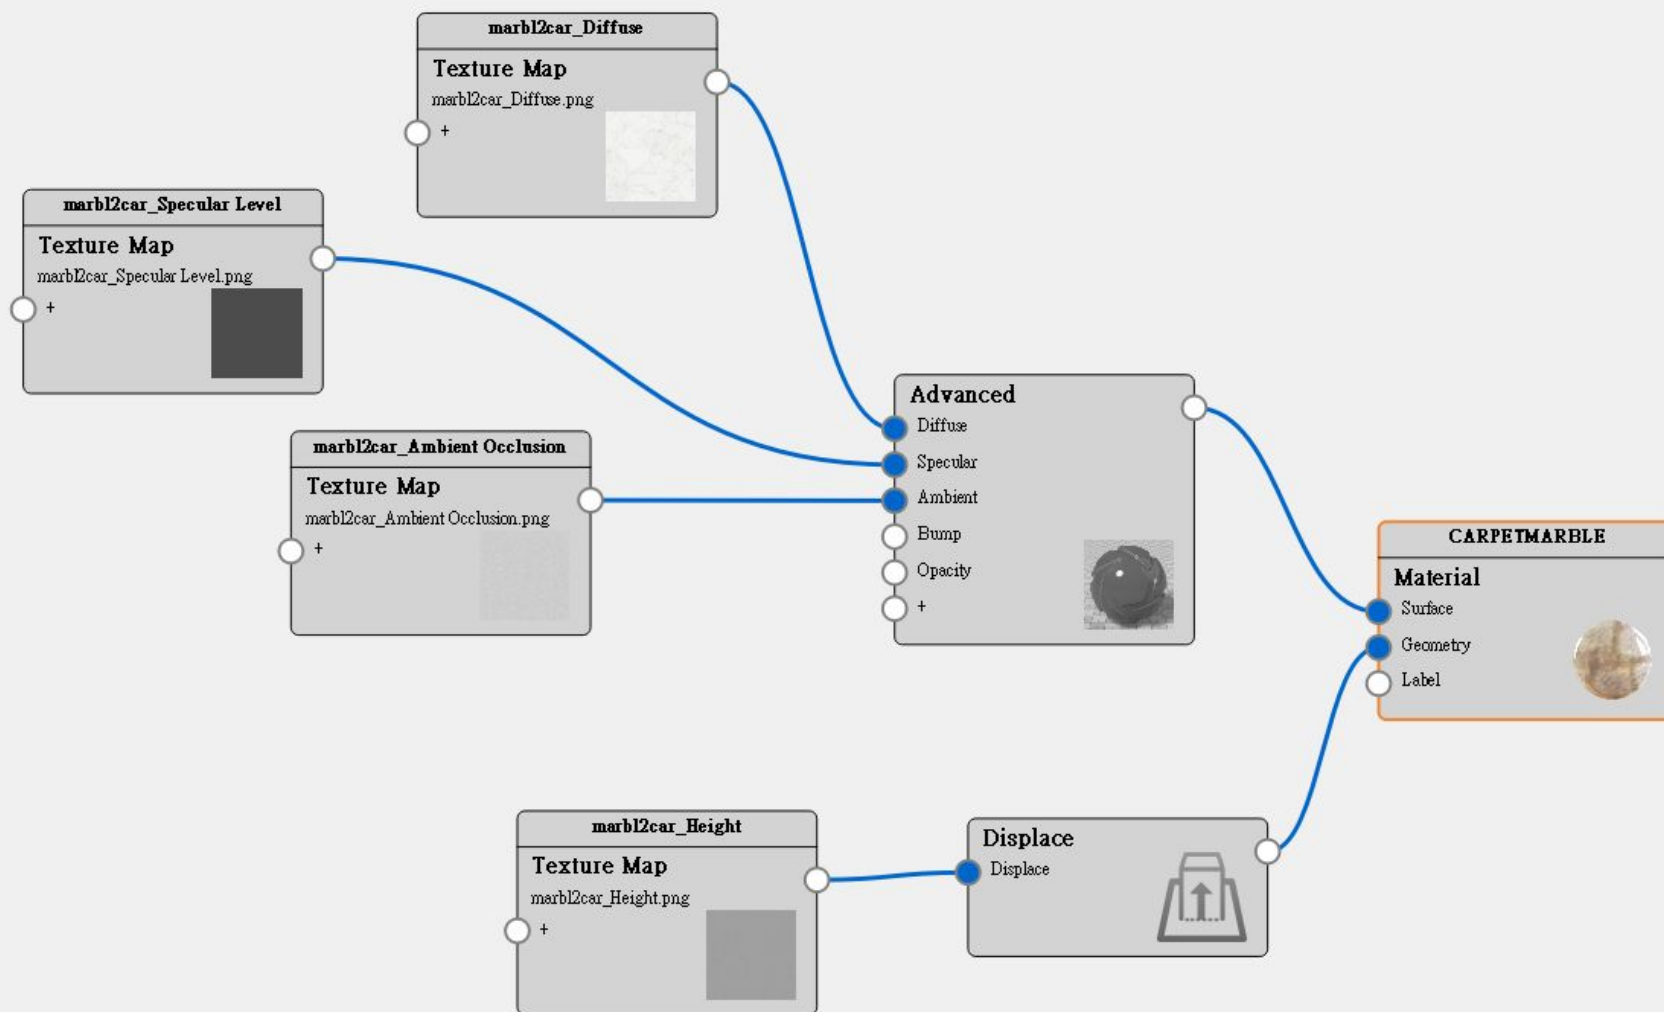 marbl2car_Diffuse
Texture Map
marbl2car_Diffuse.png
+
marbl2car_Specular Level
Texture Map
marbl2car_Specular Level.png
+
marbl2car_Ambient Occlusion
Texture Map
marbl2car_Ambient Occlusion.png
+
Advanced
Diffuse
Specular
Ambient
Bump
Opacity
+
CARPETMARBLE
Material
Surface
Geometry
Label
marbl2car_Height
Texture Map
marbl2car_Height.png
+
Displace
Displace